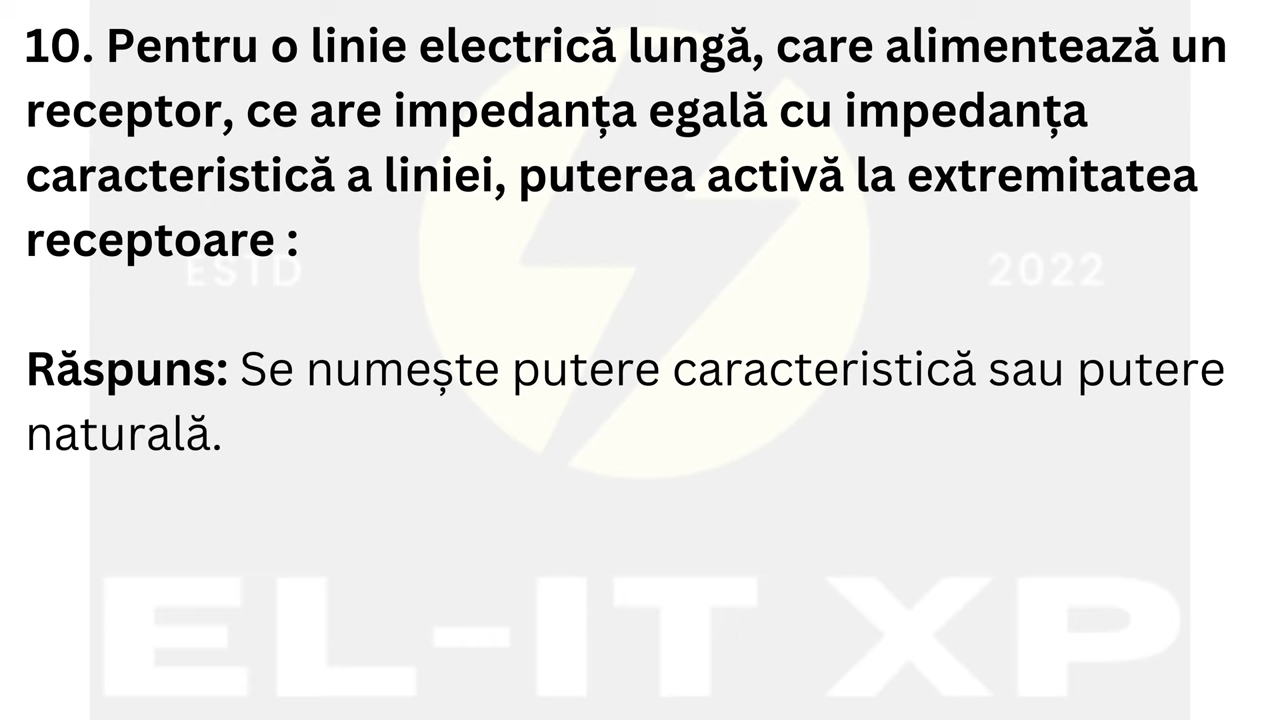 10. Pentru o linie electrică lungă, care alimentează un
receptor, ce are impedanța egală cu impedanța
caracteristică a liniei, puterea activă la extremitatea
receptoare :
ESTD
2022
Răspuns: Se numește putere caracteristică sau putere
naturală.
EL-IT XP